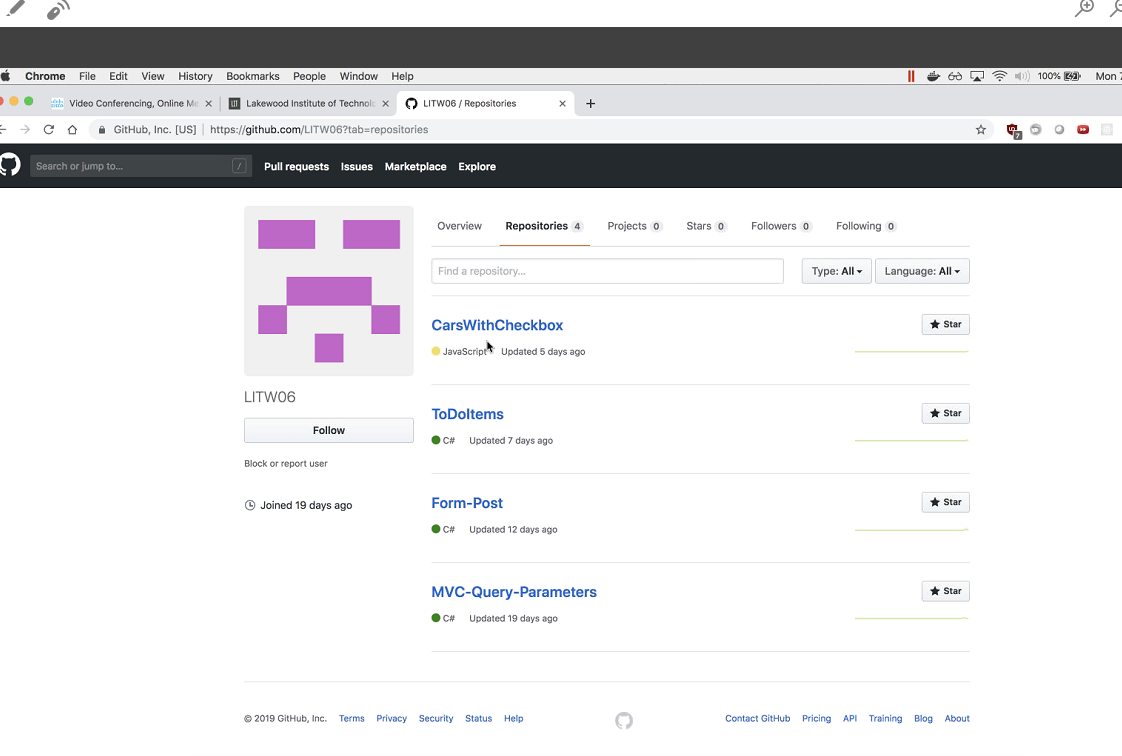 Chrome File Edit View History Bookmarks People Window Help 100% Mon 7
Video Conferencing, Online Me Lakewood Institute of Technolo LITW06 / Repositories
GitHub, Inc. [US] https://github.com/LITW06?tab=repositories 7
Search or jump to... / Pull requests Issues Marketplace Explore
Overview Repositories 4 Projects 0 Stars 0 Followers 0 Following 0
Find a repository... Type: All Language: All
CarsWithCheckbox Star
JavaScript Updated 5 days ago
ToDoItems Star
C# Updated 7 days ago
Form-Post Star
C# Updated 12 days ago
MVC-Query-Parameters Star
C# Updated 19 days ago
LITW06
Follow
Block or report user
Joined 19 days ago
© 2019 GitHub, Inc. Terms Privacy Security Status Help Contact GitHub Pricing API Training Blog About